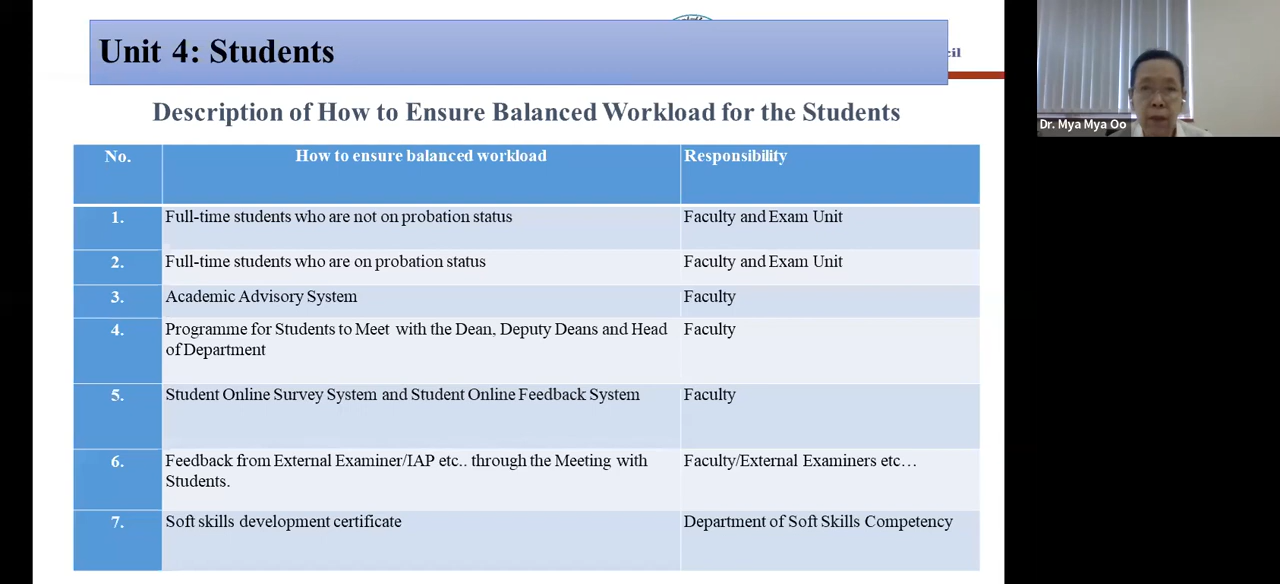 Unit 4: Students
cil
Description of How to Ensure Balanced Workload for the Students
No. How to ensure balanced workload Responsibility
1. Full-time students who are not on probation status Faculty and Exam Unit
2. Full-time students who are on probation status Faculty and Exam Unit
3. Academic Advisory System Faculty
4. Programme for Students to Meet with the Dean, Deputy Deans and Head Faculty
of Department
5. Student Online Survey System and Student Online Feedback System Faculty
6. Feedback from External Examiner/IAP etc.. through the Meeting with Faculty/External Examiners etc…
Students.
7. Soft skills development certificate Department of Soft Skills Competency
Dr. Mya Mya Oo